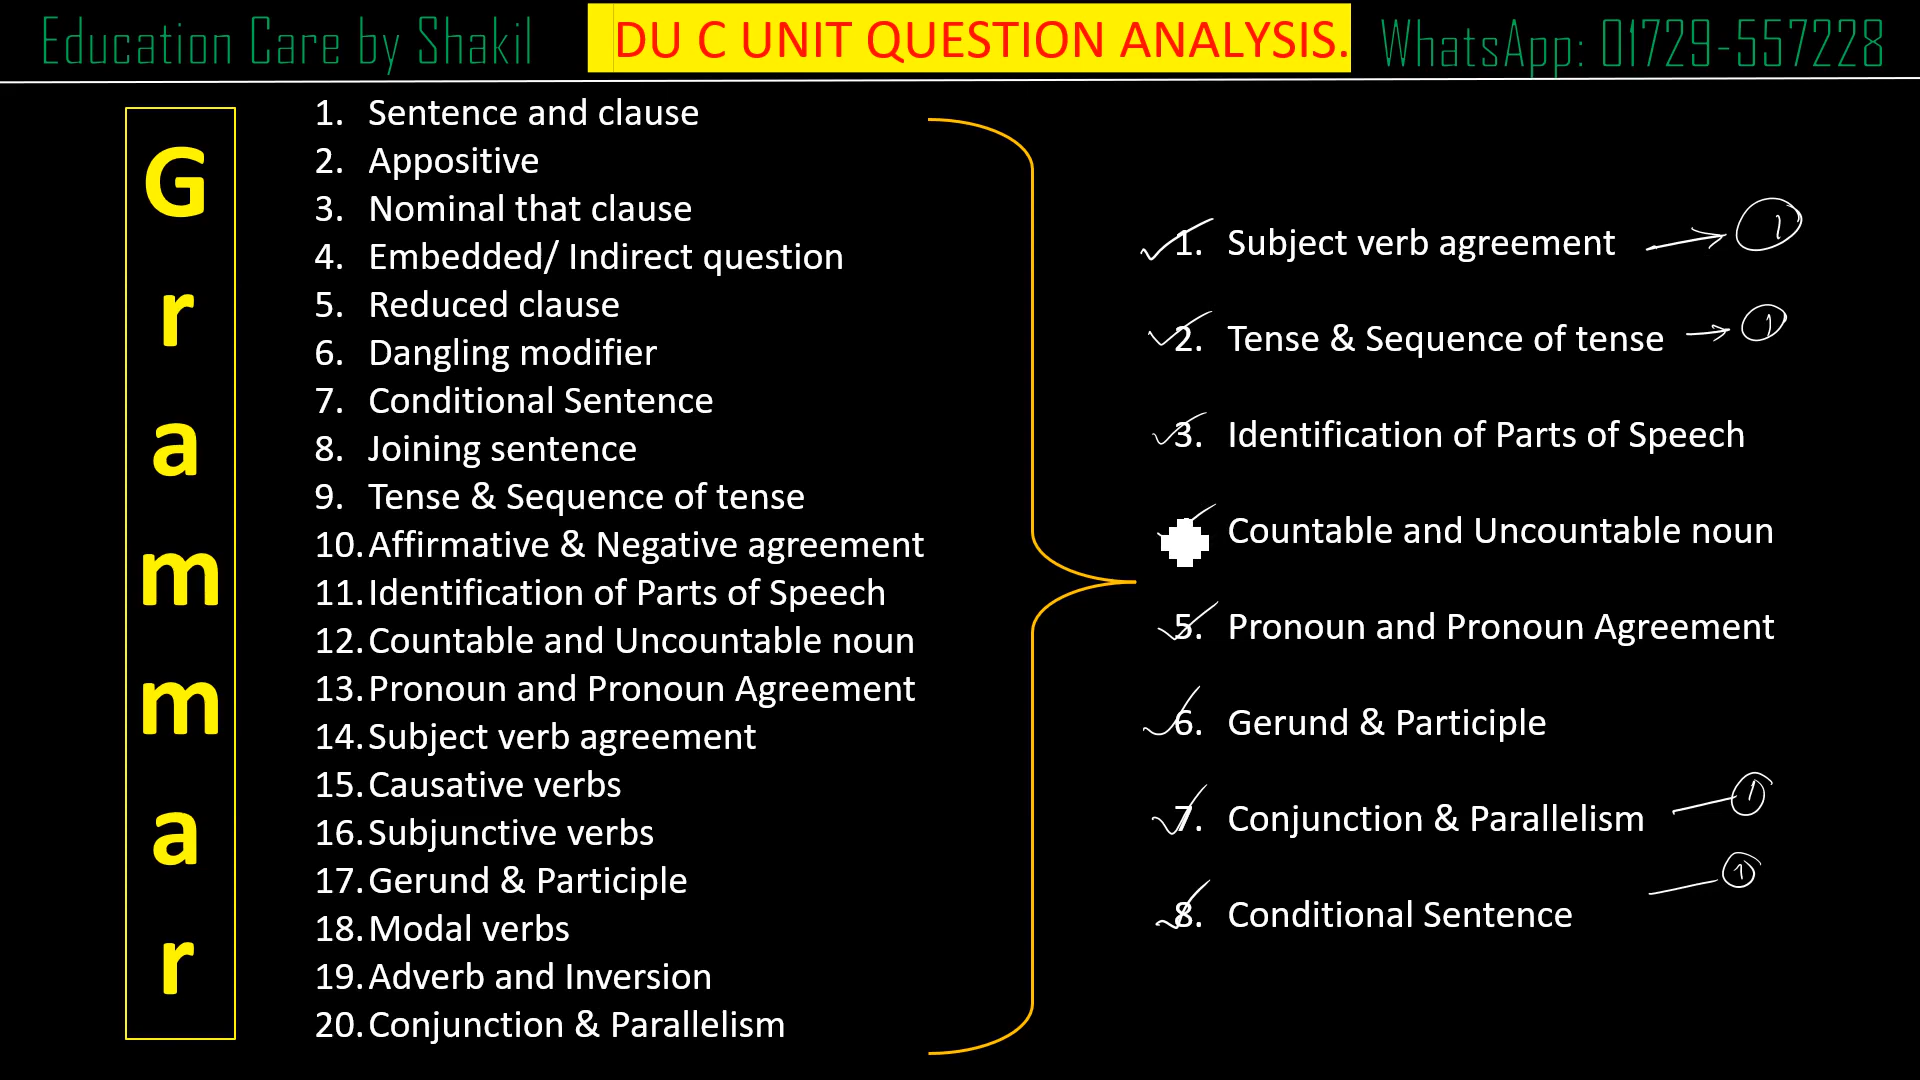 Education Care by Shakil
DU C UNIT QUESTION ANALYSIS.
WhatsApp: 01729-557228
G
r
a
m
m
a
r
1. Sentence and clause
2. Appositive
3. Nominal that clause
4. Embedded/ Indirect question
5. Reduced clause
6. Dangling modifier
7. Conditional Sentence
8. Joining sentence
9. Tense & Sequence of tense
10. Affirmative & Negative agreement
11. Identification of Parts of Speech
12. Countable and Uncountable noun
13. Pronoun and Pronoun Agreement
14. Subject verb agreement
15. Causative verbs
16. Subjunctive verbs
17. Gerund & Participle
18. Modal verbs
19. Adverb and Inversion
20. Conjunction & Parallelism
1. Subject verb agreement 1
2. Tense & Sequence of tense 1
3. Identification of Parts of Speech
Countable and Uncountable noun
5. Pronoun and Pronoun Agreement
6. Gerund & Participle
7. Conjunction & Parallelism 1
8. Conditional Sentence 1